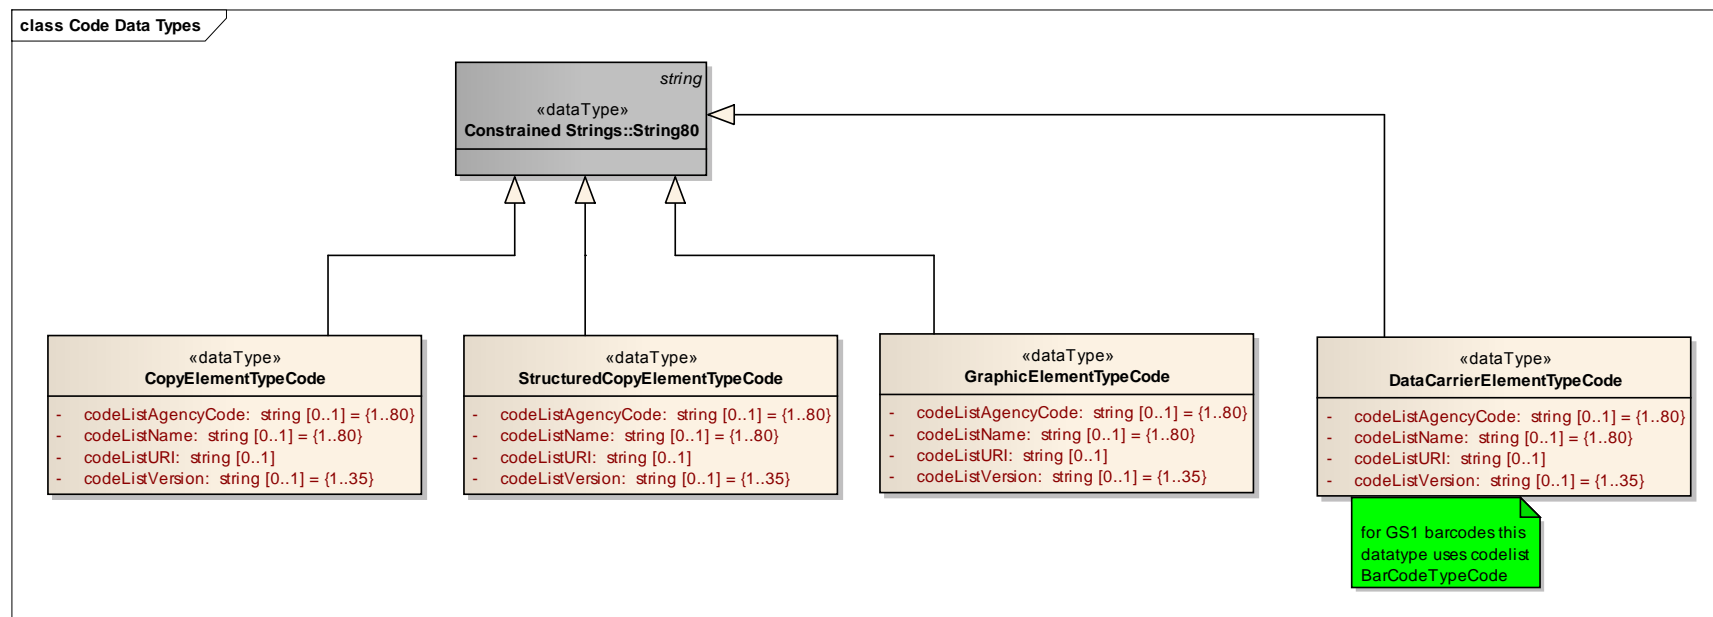 class Code Data Types
string
«dataType»
Constrained Strings::String80
«dataType»
CopyElementTypeCode
- codeListAgencyCode: string [0..1] = {1..80}
- codeListName: string [0..1] = {1..80}
- codeListURI: string [0..1]
- codeListVersion: string [0..1] = {1..35}
«dataType»
StructuredCopyElementTypeCode
- codeListAgencyCode: string [0..1] = {1..80}
- codeListName: string [0..1] = {1..80}
- codeListURI: string [0..1]
- codeListVersion: string [0..1] = {1..35}
«dataType»
GraphicElementTypeCode
- codeListAgencyCode: string [0..1] = {1..80}
- codeListName: string [0..1] = {1..80}
- codeListURI: string [0..1]
- codeListVersion: string [0..1] = {1..35}
«dataType»
DataCarrierElementTypeCode
- codeListAgencyCode: string [0..1] = {1..80}
- codeListName: string [0..1] = {1..80}
- codeListURI: string [0..1]
- codeListVersion: string [0..1] = {1..35}
for GS1 barcodes this
datatype uses codelist
BarCodeTypeCode